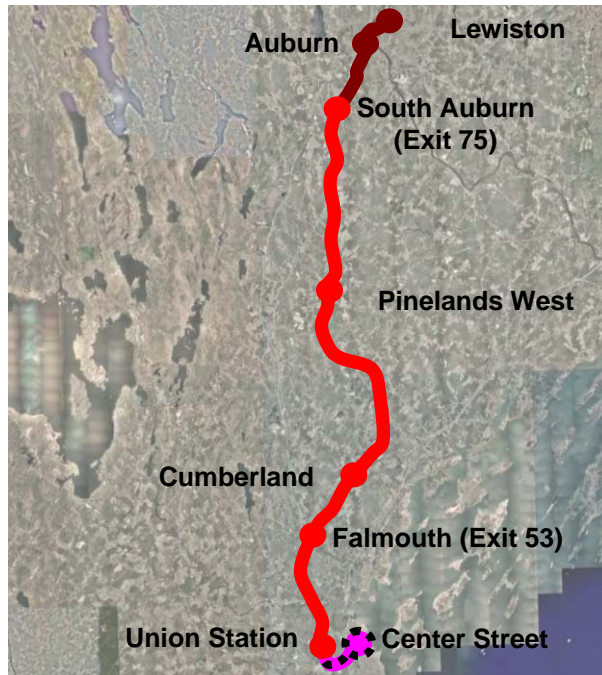 Lewiston
Auburn
South Auburn
(Exit 75)
Pinelands West
Cumberland
Falmouth (Exit 53)
Union Station
Center Street